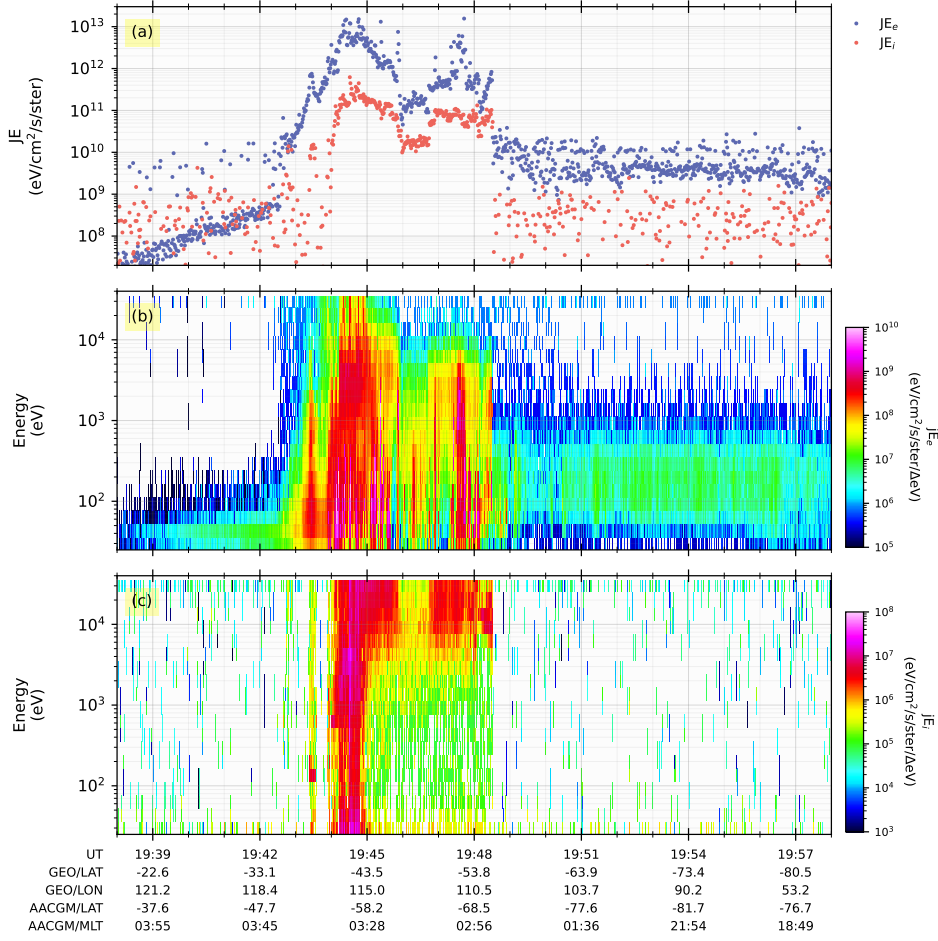 (a)
JE
(eV/cm²/s/ster)
10¹³
10¹²
10¹¹
10¹⁰
10⁹
10⁸
JEₑ
JEᵢ
(b)
Energy
(eV)
10⁴
10³
10²
10¹⁰
10⁹
10⁸
10⁷
10⁶
10⁵
jEₑ
(eV/cm²/s/ster/ΔeV)
(c)
Energy
(eV)
10⁴
10³
10²
10⁸
10⁷
10⁶
10⁵
10⁴
10³
jEᵢ
(eV/cm²/s/ster/ΔeV)
UT 19:39 19:42 19:45 19:48 19:51 19:54 19:57
GEO/LAT -22.6 -33.1 -43.5 -53.8 -63.9 -73.4 -80.5
GEO/LON 121.2 118.4 115.0 110.5 103.7 90.2 53.2
AACGM/LAT -37.6 -47.7 -58.2 -68.5 -77.6 -81.7 -76.7
AACGM/MLT 03:55 03:45 03:28 02:56 01:36 21:54 18:49